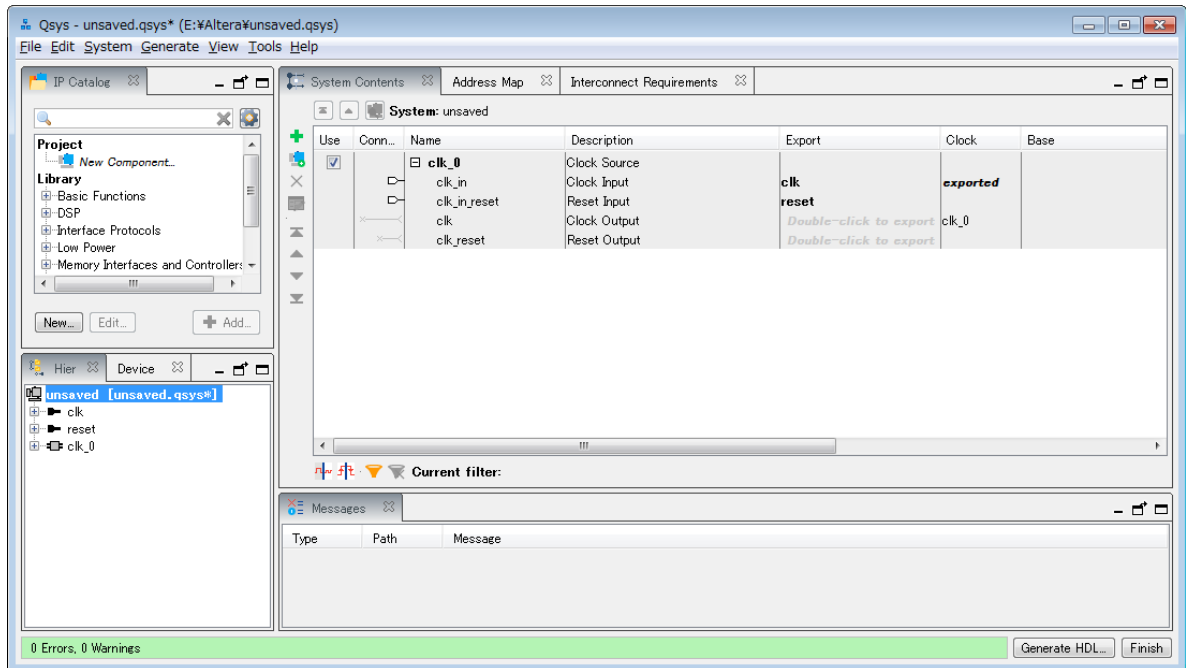 Qsys - unsaved.qsys* (E:¥Altera¥unsaved.qsys)
File Edit System Generate View Tools Help
IP Catalog
Project
New Component...
Library
Basic Functions
DSP
Interface Protocols
Low Power
Memory Interfaces and Controllers
New... Edit... Add...
Hier Device
unsaved [unsaved.qsys*]
clk
reset
clk_0
System Contents Address Map Interconnect Requirements
System: unsaved
Use Conn... Name Description Export Clock Base
clk_0 Clock Source
clk_in Clock Input clk exported
clk_in_reset Reset Input reset
clk Clock Output Double-click to export clk_0
clk_reset Reset Output Double-click to export
Current filter:
Messages
Type Path Message
0 Errors, 0 Warnings
Generate HDL... Finish